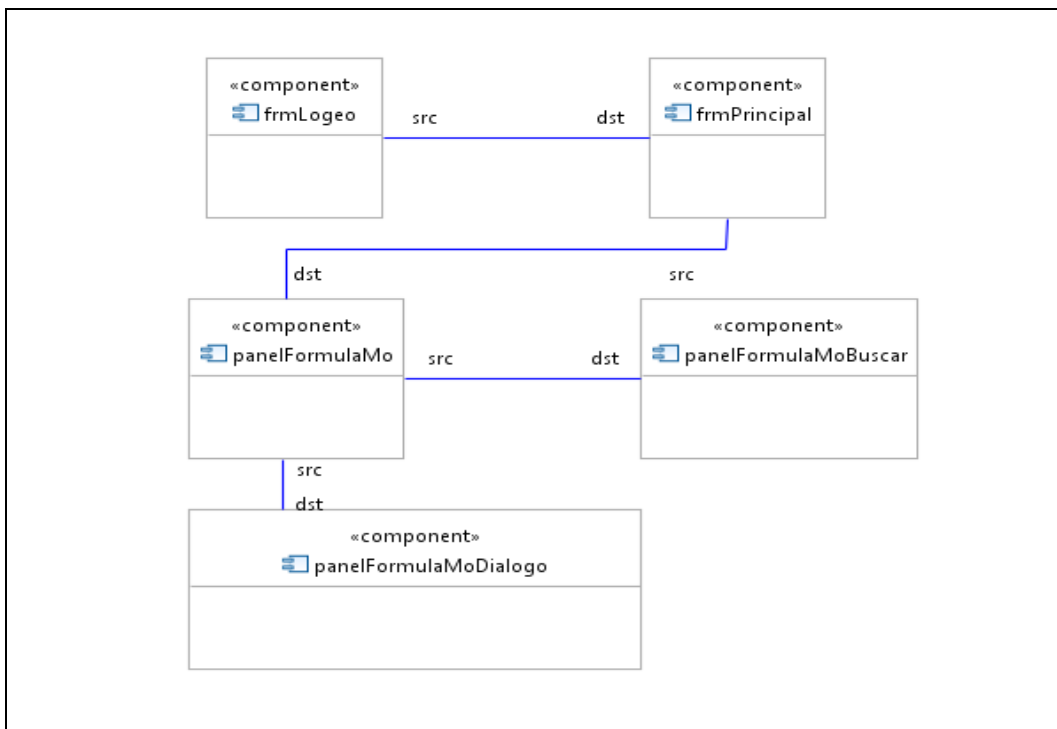 «component»
frmLogeo
src
dst
«component»
frmPrincipal
dst
src
«component»
panelFormulaMo
src
dst
«component»
panelFormulaMoBuscar
src
dst
«component»
panelFormulaMoDialogo